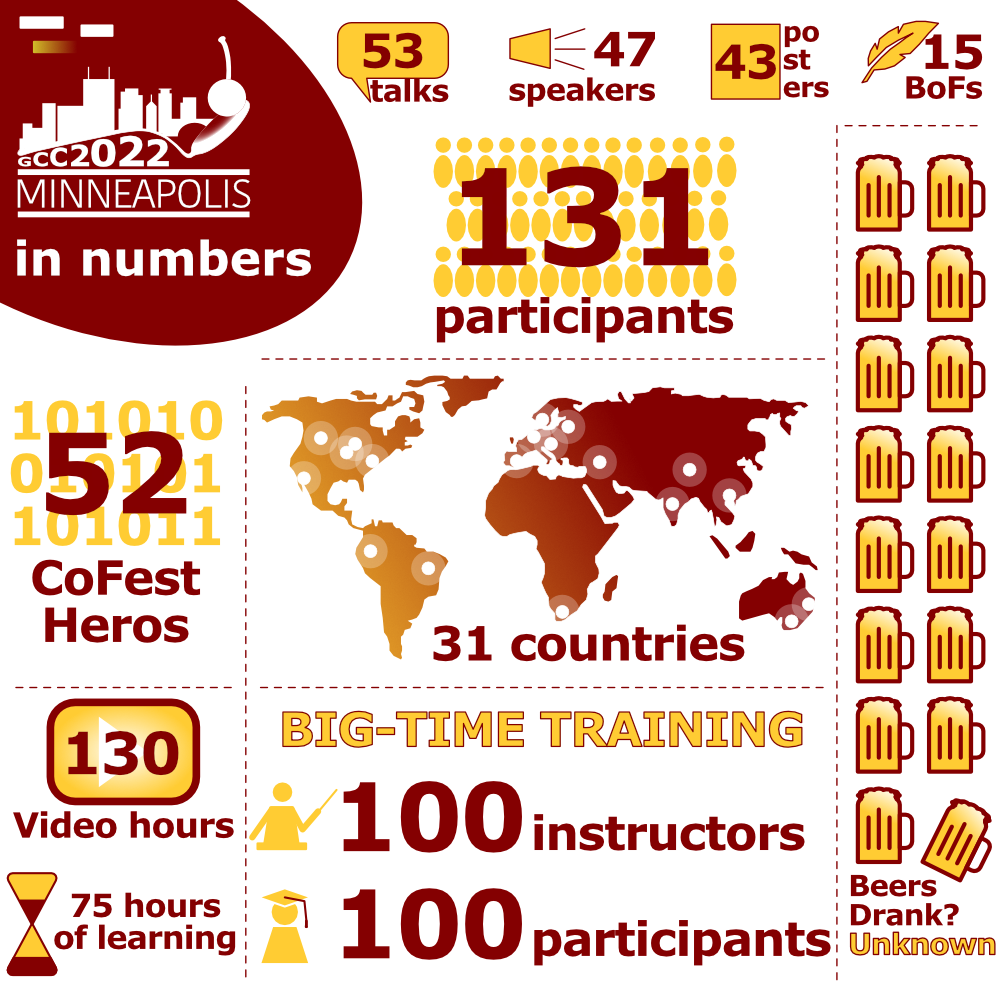 GCC2022
MINNEAPOLIS
in numbers
53
talks
47
speakers
43
po
st
ers
15
BoFs
131
participants
101010
010101
101011
52
CoFest
Heros
31 countries
130
Video hours
75 hours
of learning
BIG-TIME TRAINING
100 instructors
100 participants
Beers
Drank?
Unknown